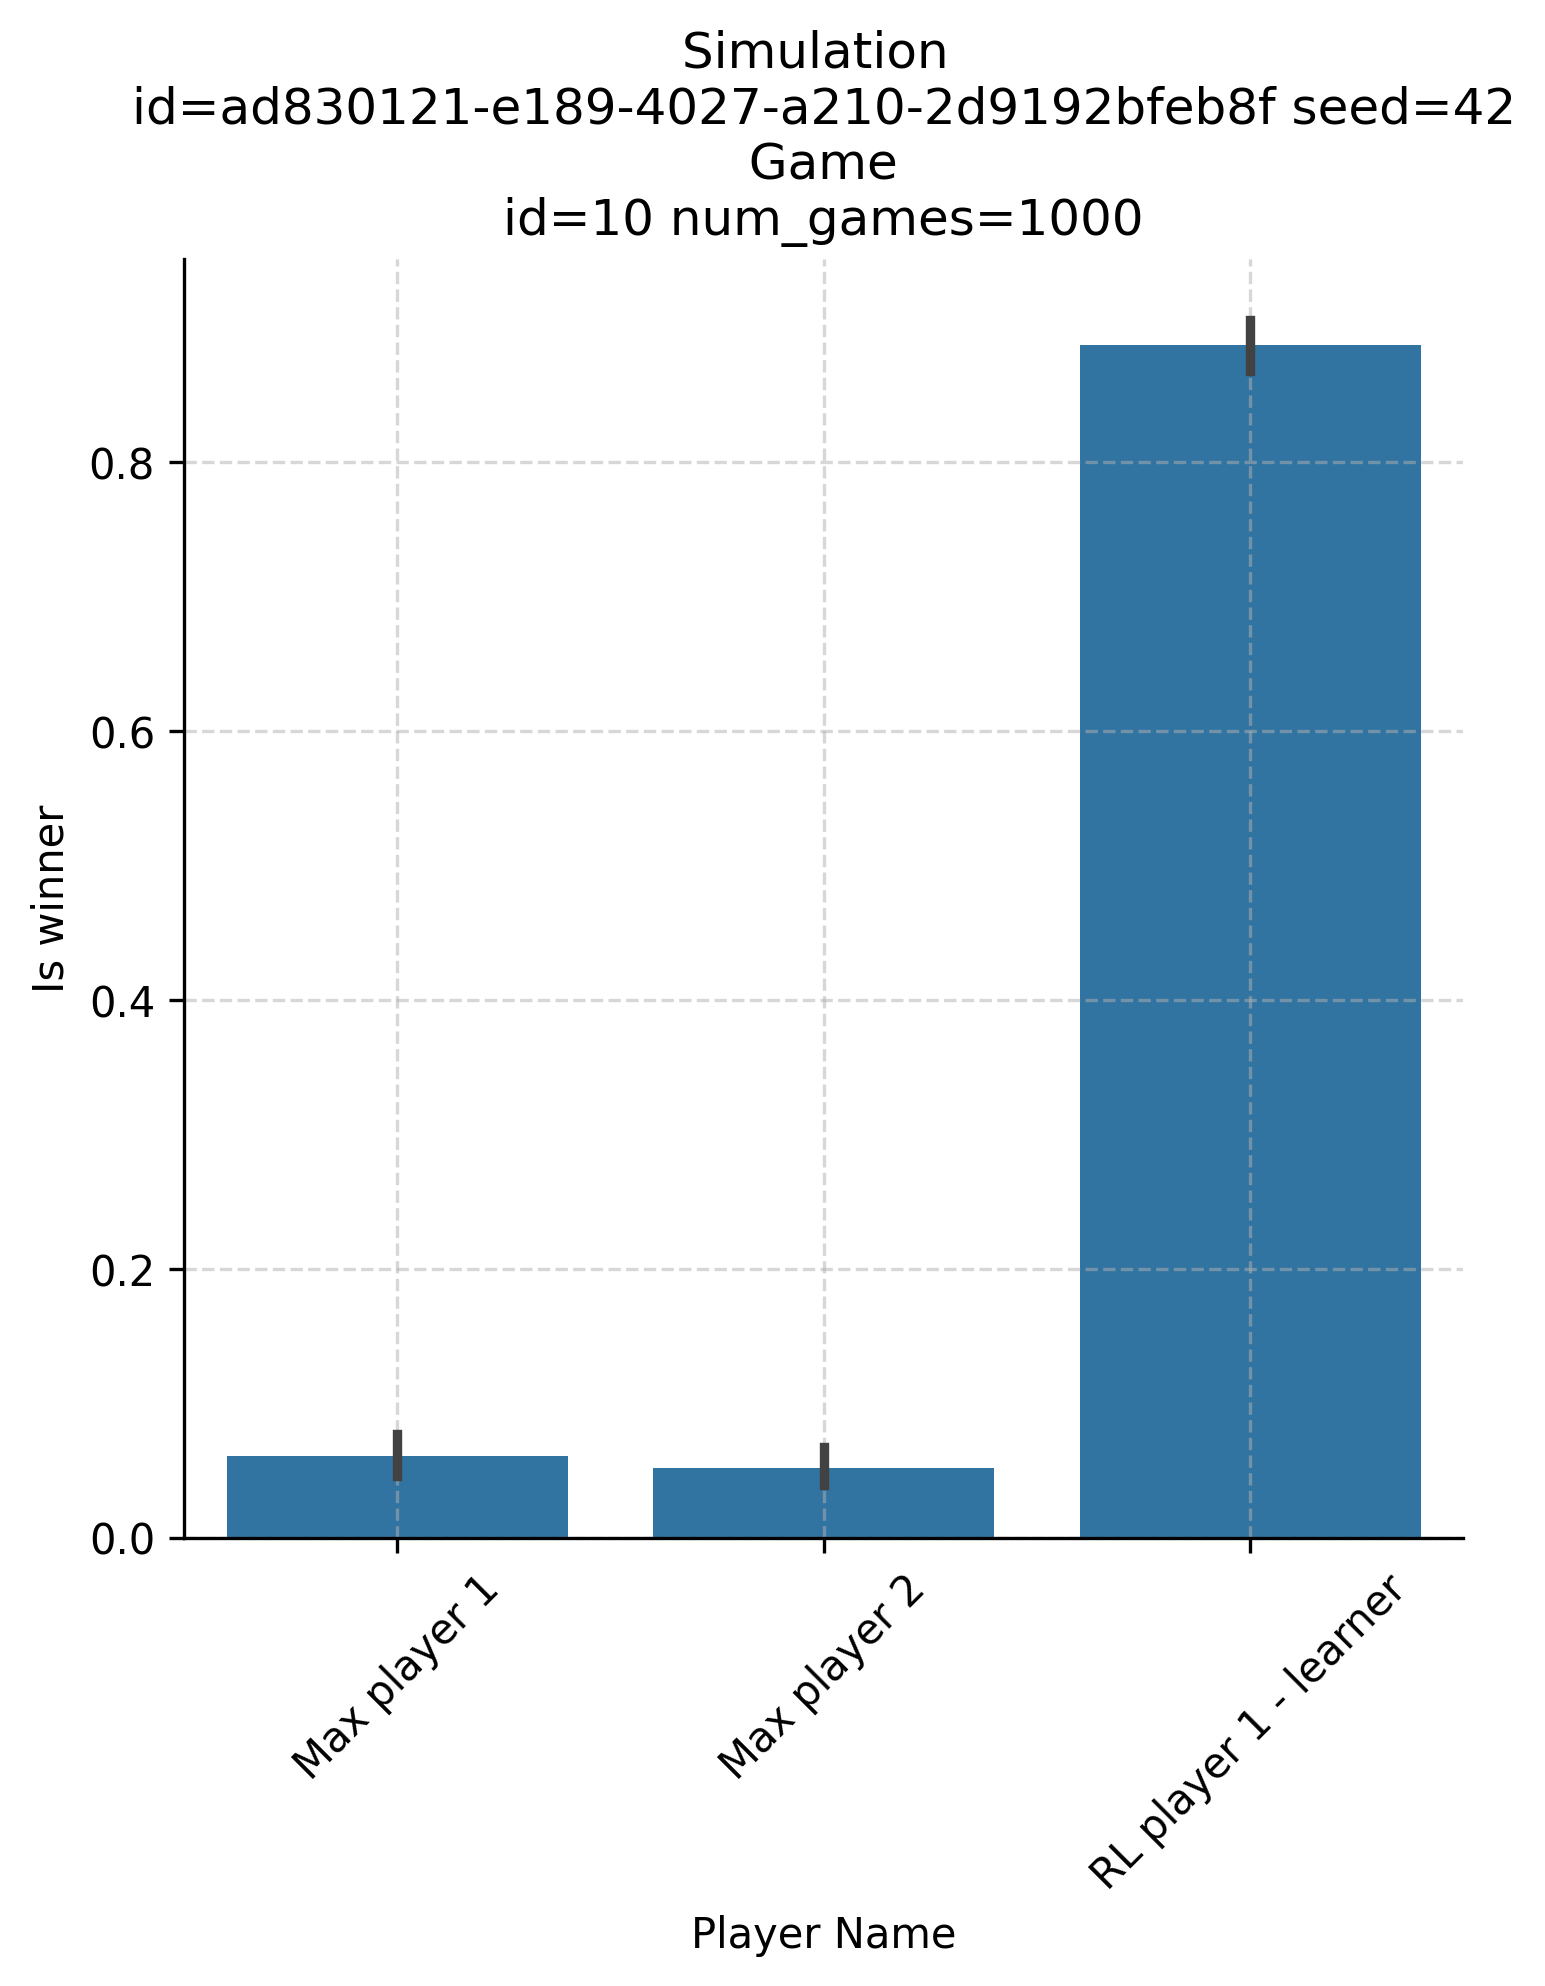 Simulation
id=ad830121-e189-4027-a210-2d9192bfeb8f seed=42
Game
id=10 num_games=1000
Is winner
0.8
0.6
0.4
0.2
0.0
Max player 1
Max player 2
RL player 1 - learner
Player Name